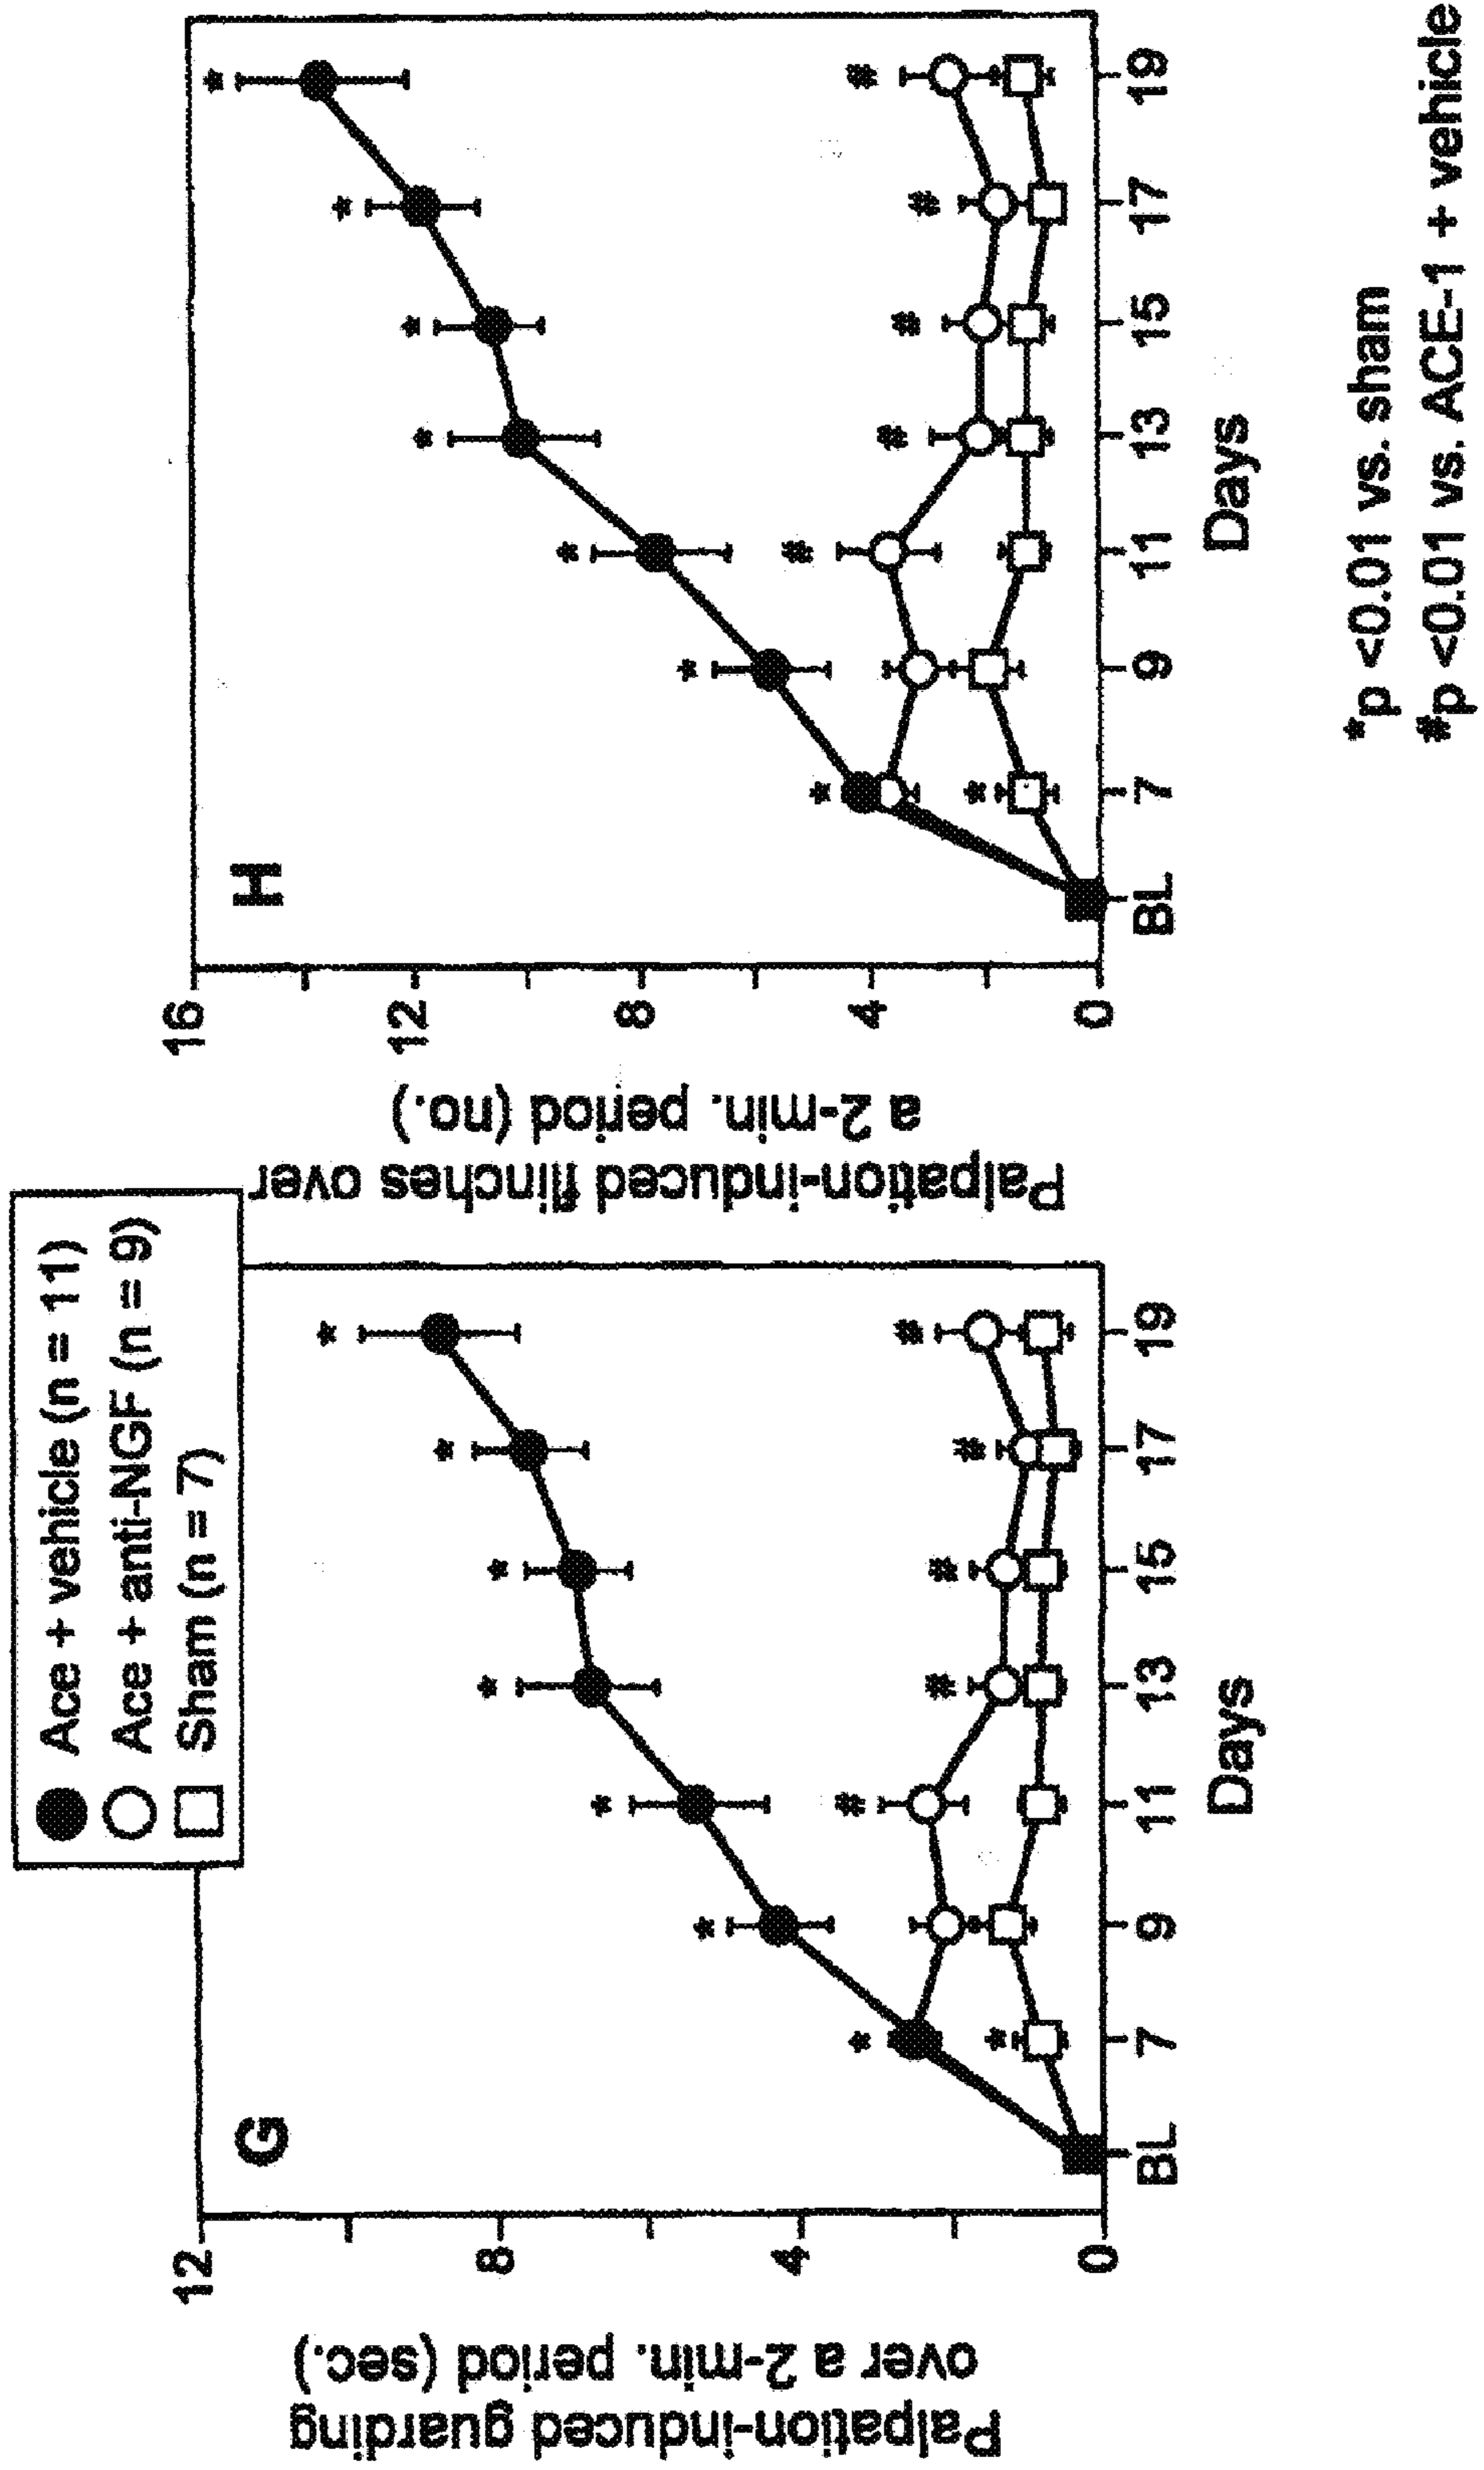 ● Ace + vehicle (n = 11)
○ Ace + anti-NGF (n = 9)
□ Sham (n = 7)
G
Palpation-induced guarding
over a 2-min. period (sec.)
12
8
4
0
* * * * * * *
# # # # #
*
BL 7 9 11 13 15 17 19
Days
H
Palpation-induced flinches over
a 2-min. period (no.)
16
12
8
4
0
* * * * * * *
# # # # #
*
BL 7 9 11 13 15 17 19
Days
*p <0.01 vs. sham
#p <0.01 vs. ACE-1 + vehicle